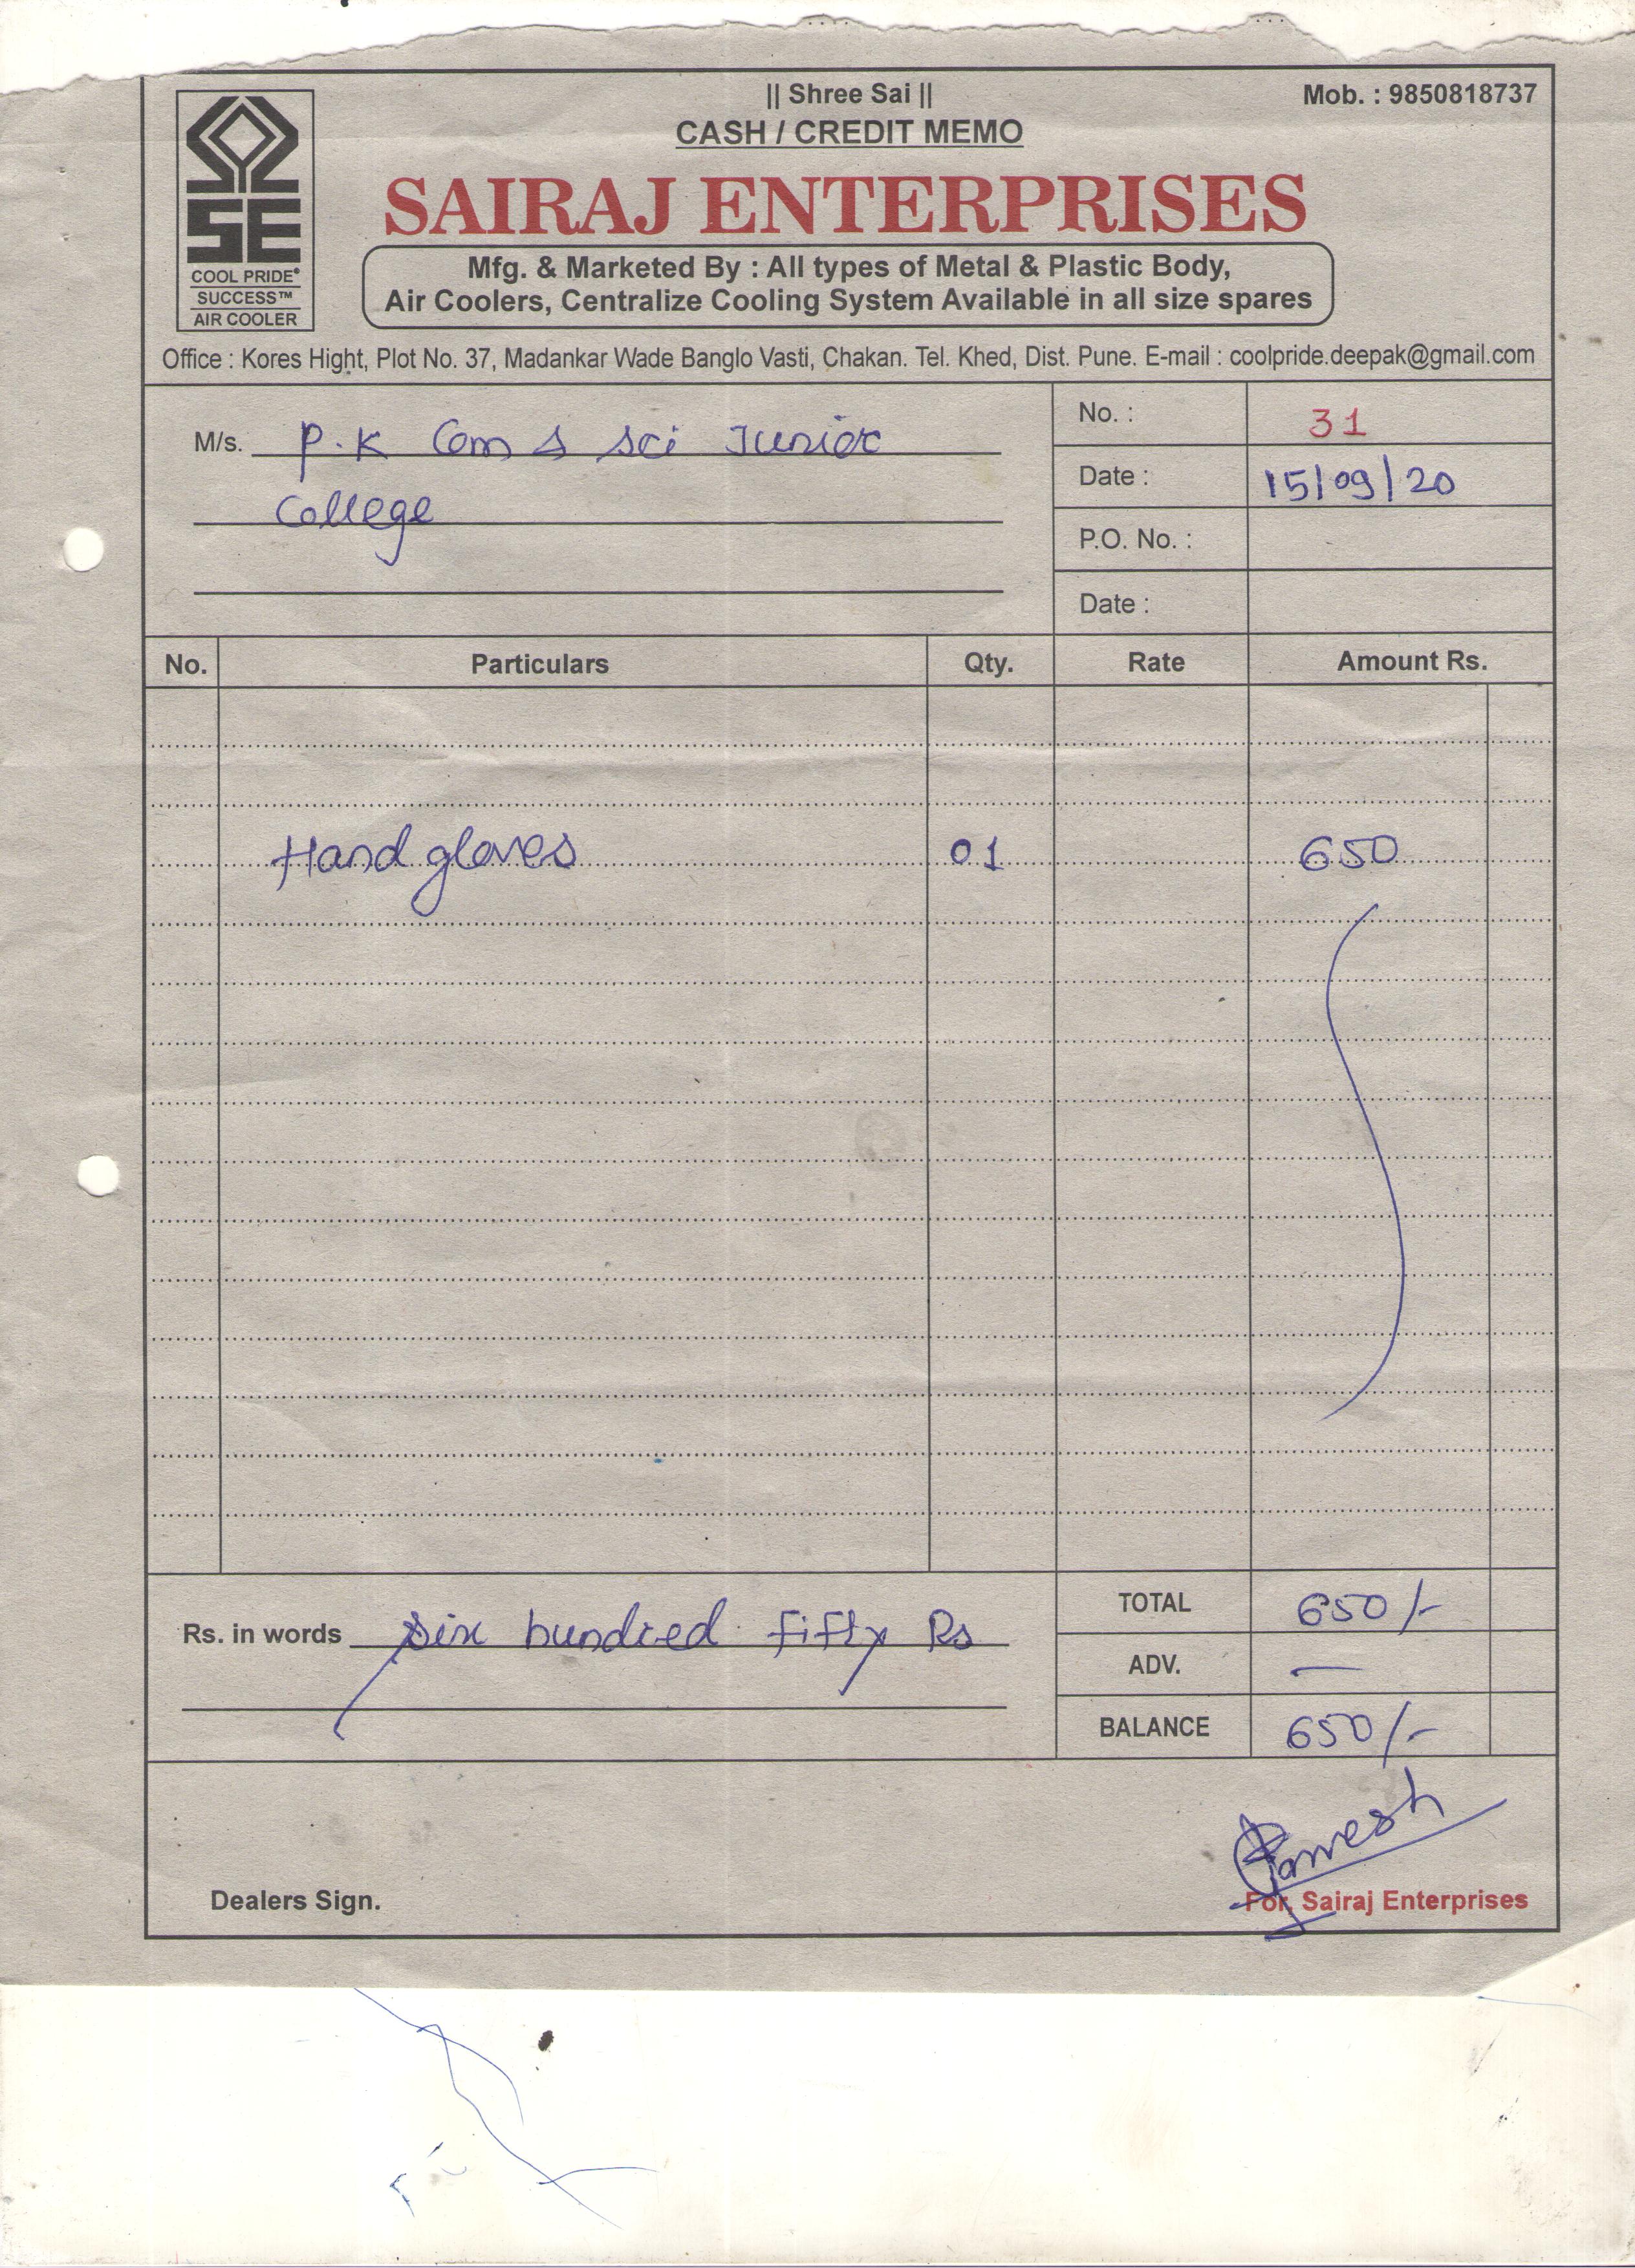 || Shree Sai ||
Mob. : 9850818737
CASH / CREDIT MEMO
SAIRAJ ENTERPRISES
SE
COOL PRIDE®
SUCCESS™
AIR COOLER
Mfg. & Marketed By : All types of Metal & Plastic Body,
Air Coolers, Centralize Cooling System Available in all size spares
Office : Kores Hight, Plot No. 37, Madankar Wade Banglo Vasti, Chakan. Tel. Khed, Dist. Pune. E-mail : coolpride.deepak@gmail.com
M/s. P.K Com & sci Junior
College
No. : 31
Date : 15/09/20
P.O. No. :
Date :
No. Particulars Qty. Rate Amount Rs.
Hand gloves 01 650
Rs. in words six hundred fifty Rs
TOTAL 650/-
ADV. —
BALANCE 650/-
Dealers Sign.
For, Sairaj Enterprises